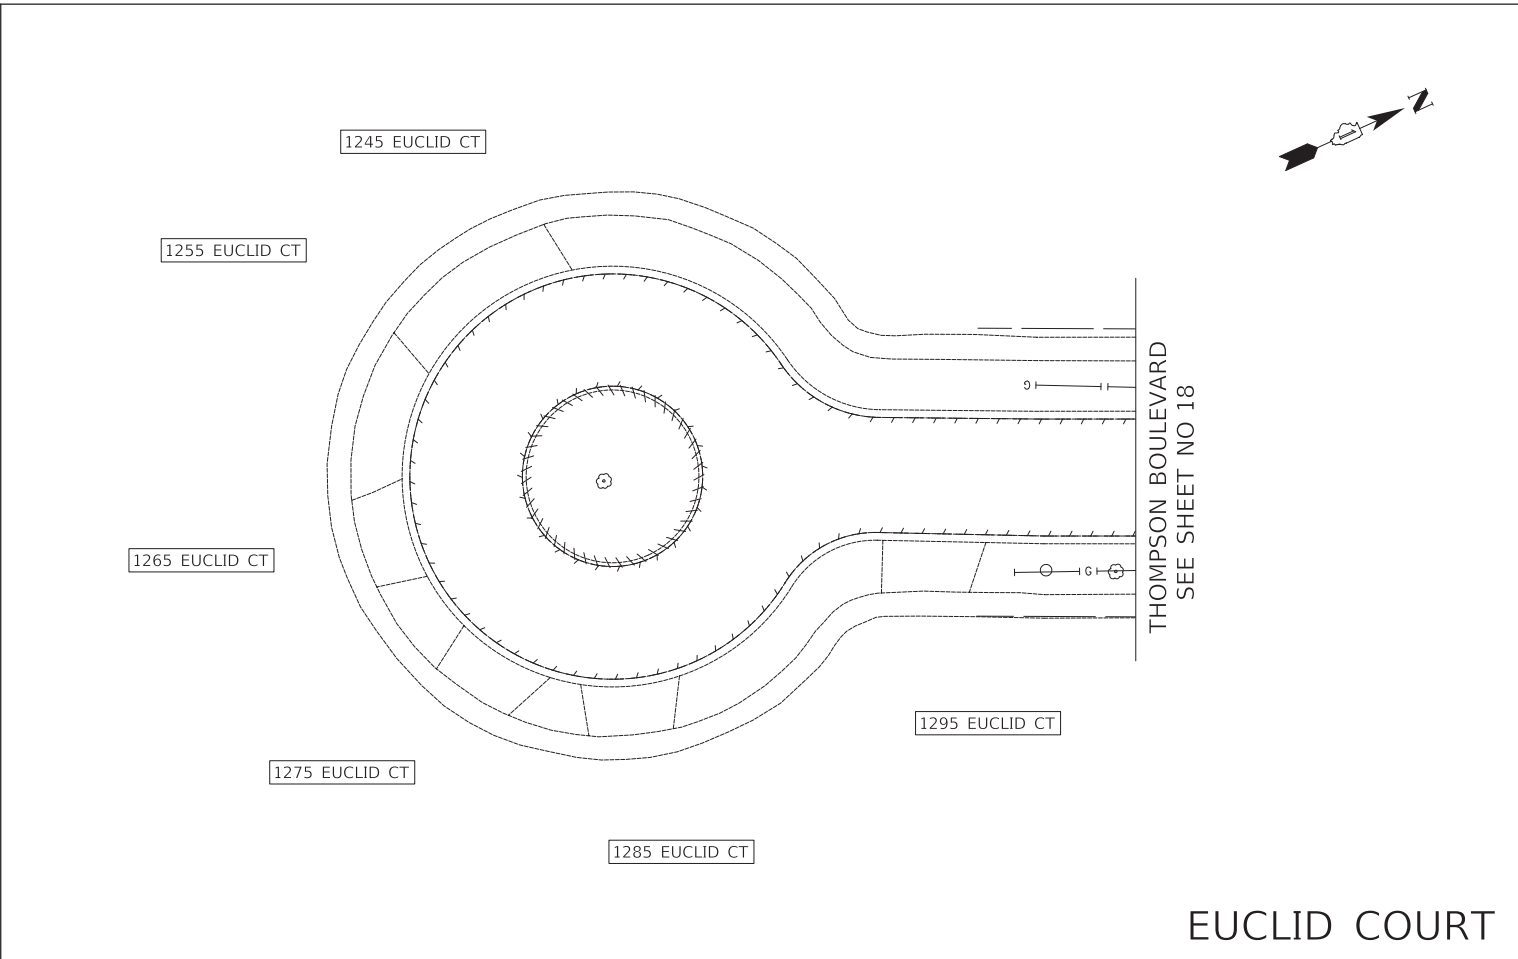 N
1245 EUCLID CT
1255 EUCLID CT
G
THOMPSON BOULEVARD
SEE SHEET NO 18
1265 EUCLID CT
G
1295 EUCLID CT
1275 EUCLID CT
1285 EUCLID CT
EUCLID COURT